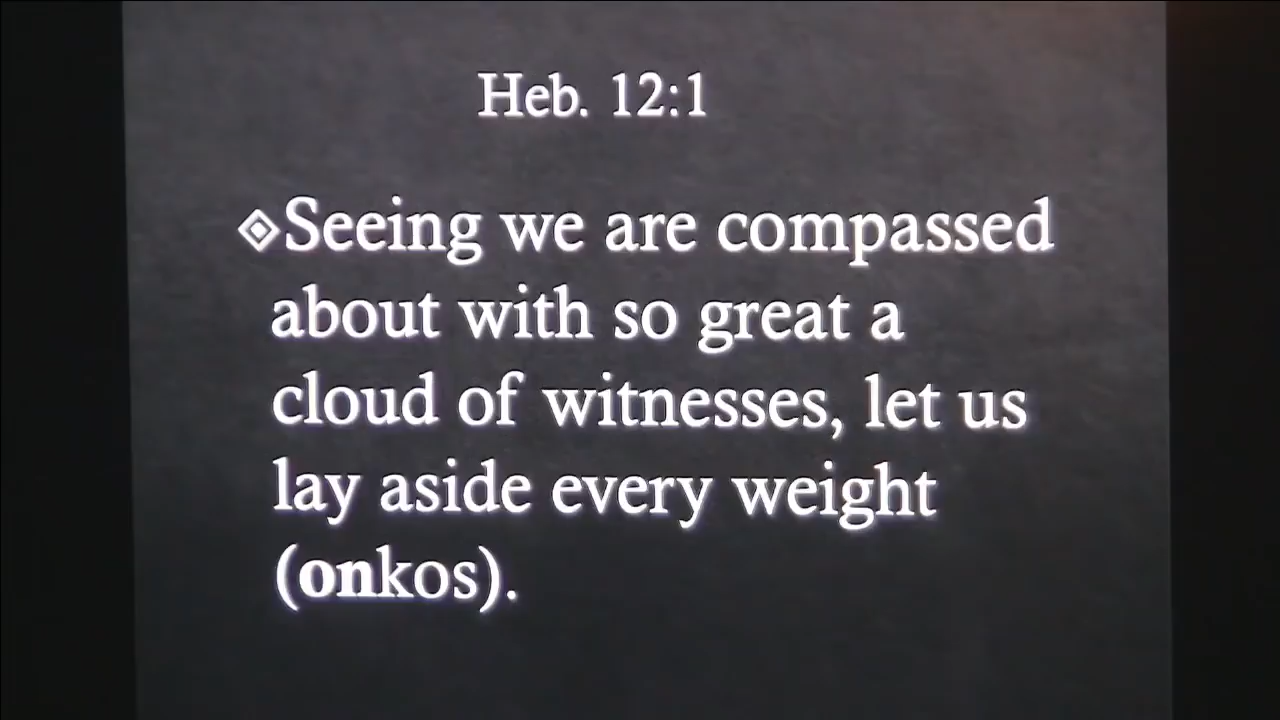 Heb. 12:1
Seeing we are compassed
about with so great a
cloud of witnesses, let us
lay aside every weight
(onkos).